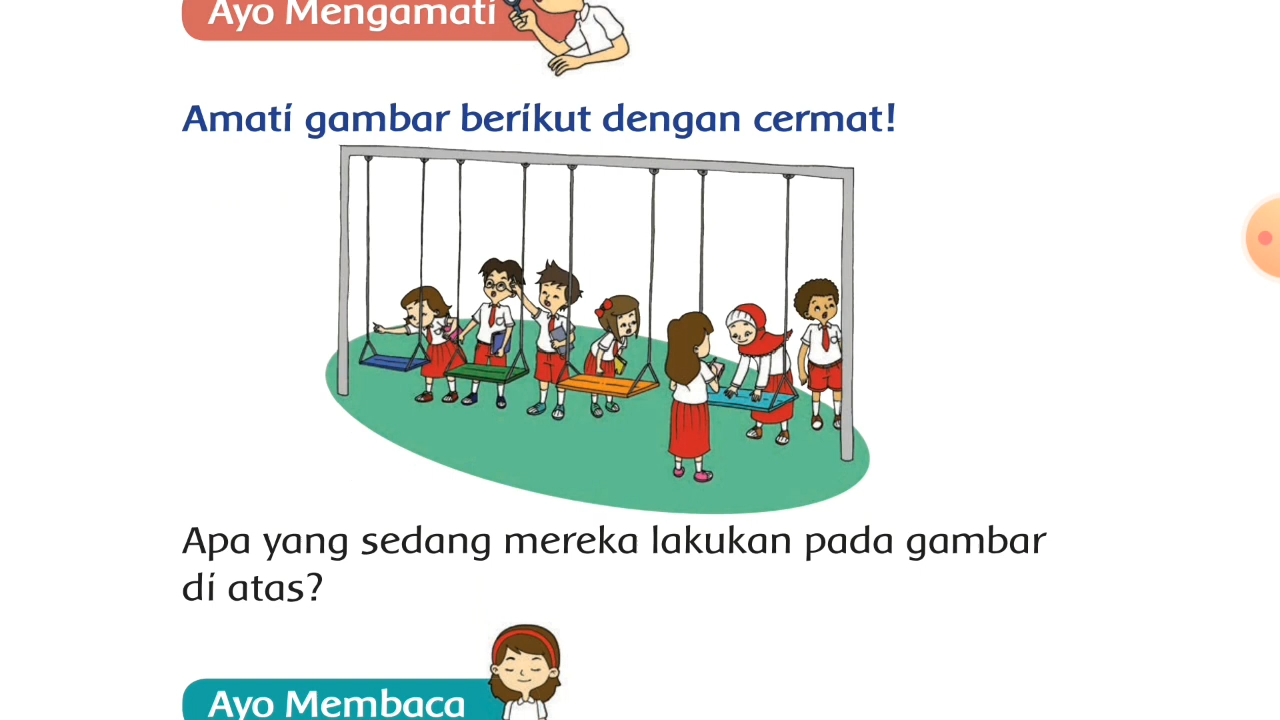 Ayo Mengamati
Amati gambar berikut dengan cermat!
Apa yang sedang mereka lakukan pada gambar
di atas?
Ayo Membaca